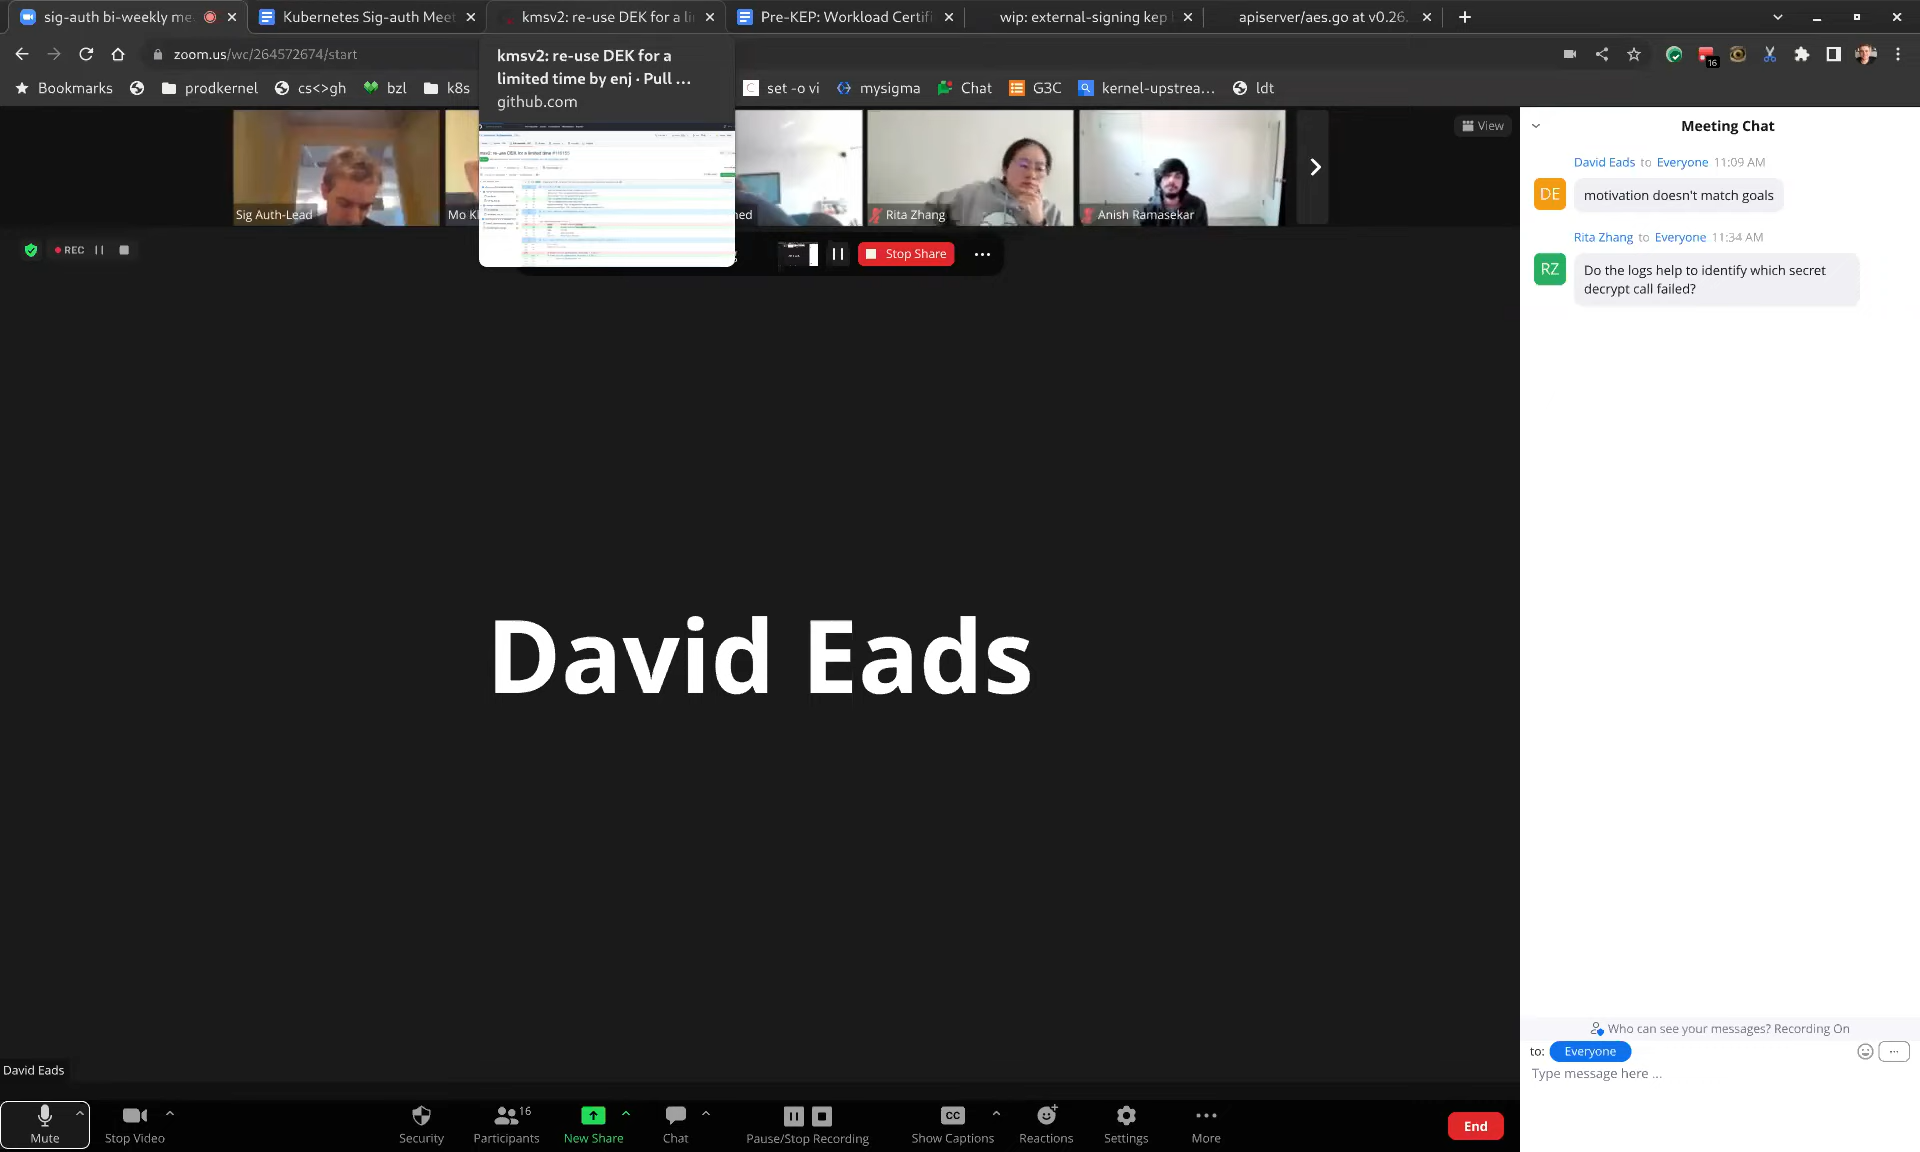 sig-auth bi-weekly me
Kubernetes Sig-auth Meet
kmsv2: re-use DEK for a li
Pre-KEP: Workload Certifi
wip: external-signing kep
apiserver/aes.go at v0.26.
zoom.us/wc/264572674/start
16
kmsv2: re-use DEK for a
limited time by enj · Pull ...
github.com
Bookmarks
prodkernel
cs<>gh
bzl
k8s
set -o vi
mysigma
Chat
G3C
kernel-upstrea...
ldt
Sig Auth-Lead
Mo K
ned
Rita Zhang
Anish Ramasekar
View
REC
Stop Share
David Eads
David Eads
Meeting Chat
David Eads to Everyone 11:09 AM
DE
motivation doesn't match goals
Rita Zhang to Everyone 11:34 AM
RZ
Do the logs help to identify which secret
decrypt call failed?
Who can see your messages? Recording On
to: Everyone
Type message here ...
Mute
Stop Video
Security
Participants
16
New Share
Chat
Pause/Stop Recording
CC
Show Captions
Reactions
Settings
More
End